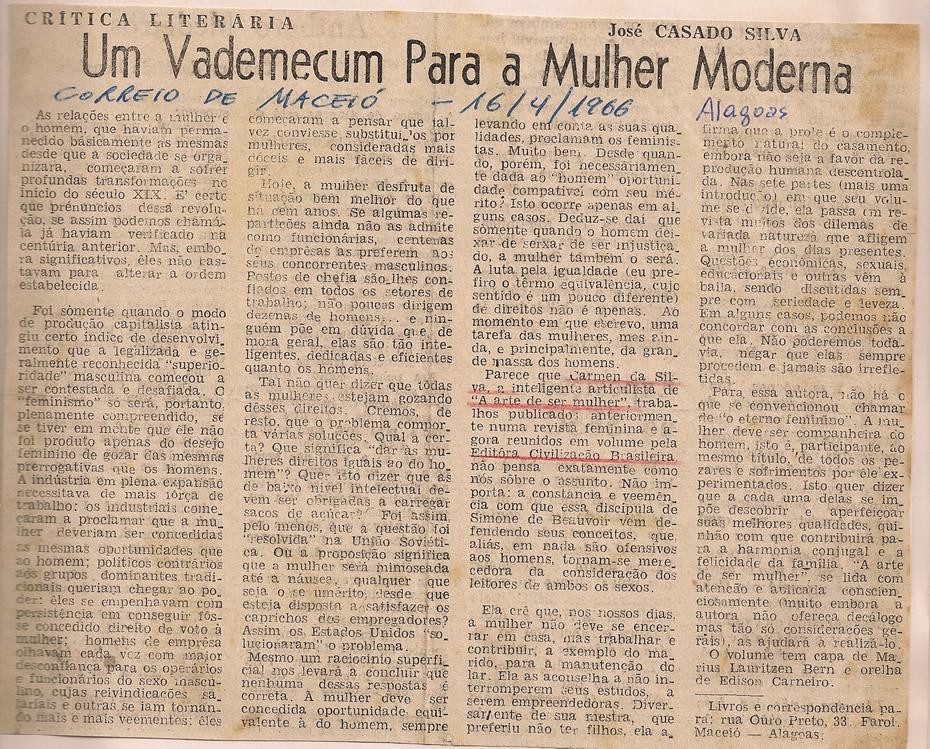 CRÍTICA LITERÁRIA
José CASADO SILVA
Um Vademecum Para a Mulher Moderna
CORREIO DE MACEIÓ - 16/4/1966 Alagoas
As relações entre a mulher e
o homem, que haviam perma-
necido básicamente as mesmas
desde que a sociedade se orga-
nizara, começaram a sofrer
profundas transformações no
início do século XIX. É certo
que prenúncios dessa revolu-
ção, se assim podemos chamá-
la já haviam verificado na
centúria anterior. Mas, embo-
ra significativos, êles não bas-
tavam para alterar a ordem
estabelecida.
Foi sòmente quando o modo
de produção capitalista atin-
giu certo índice de desenvolvi-
mento que a legalizada e ge-
ralmente reconhecida "superio-
ridade" masculina começou a
ser contestada e desafiada. O
"feminismo" só será, portanto,
plenamente compreendido, se
se tiver em mente que êle não
foi produto apenas do desejo
feminino de gozar das mesmas
prerrogativas que os homens.
A indústria em plena expansão
necessitava de mais fôrça de
trabalho: os industriais come-
çaram a proclamar que a mu-
lher deveriam ser concedidas
as mesmas oportunidades que
ao homem; políticos contrários
aos grupos dominantes tradi-
cionais queriam chegar ao po-
der: êles se empenhavam com
persistência em conseguir fôs-
se concedido direito de voto à
mulher; homens de emprêsa
olhavam cada vez com maior
desconfiança para os operários
e funcionários do sexo mascu-
lino, cujas reivindicações sa-
lariais e outras se iam tornan-
do mais e mais veementes: êles
começaram a pensar que tal-
vez conviesse substituí-os por
mulheres, consideradas mais
dóceis e mais fáceis de diri-
gir.
Hoje, a mulher desfruta de
situação bem melhor do que
há cem anos. Se algumas re-
partições ainda não as admite
como funcionárias, centenas
de emprêsas as preferem aos
seus concorrentes masculinos.
Postos de chefia são-lhes con-
fiados em todos os setores de
trabalho; não poucas dirigem
dezenas de homens... e nin-
guém põe em dúvida que, de
mora geral, elas são tão inte-
ligentes, dedicadas e eficientes
quanto os homens.
Tal não quer dizer que tôdas
as mulheres estejam gozando
dêsses direitos. Cremos, de
resto, que o problema compor-
ta várias soluções. Qual a cer-
ta? Que significa "dar às mu-
lheres direitos iguais ao do ho-
mem"? Quer isto dizer que as
de baixo nível intelectual de-
vem ser obrigadas a carregar
sacos de açúcar? Foi assim,
pelo menos, que a questão foi
"resolvida" na União Soviéti-
ca. Ou a proposição significa
que a mulher será mimoseada
até a náusea, qualquer que
seja o se umérito, desde que
esteja disposta a satisfazer os
caprichos dos empregadores?
Assim os Estados Unidos "so-
lucionaram" o problema.
Mesmo um raciocínio superfi-
cial nos levará a concluir que
nenhuma dessas respostas é
correta. A mulher deve ser
concedida oportunidade equi-
valente à do homem, sempre
levando em conta as suas qua-
lidades, proclamam os feminis-
tas. Muito bem. Desde quan-
do, porém, foi necessàriamen-
te dada ao "homem" oportuni-
dade compatível com seu mé-
rito? Isto ocorre apenas em al-
guns casos. Deduz-se daí que
sòmente quando o homem dei-
xar de seixar de ser injustiça-
do, a mulher também o será.
A luta pela igualdade (eu pre-
firo o têrmo equivalência, cujo
sentido é um pouco diferente)
de direitos não é apenas. Ao
momento em que escrevo, uma
tarefa das mulheres, mas ain-
da, e principalmente, da gran-
de massa dos homens.
Parece que Carmen da Sil-
va, a inteligente articulista de
"A arte de ser mulher", traba-
lhos publicados anteriormen-
te numa revista feminina e a-
gora reunidos em volume pela
Editôra Civilização Brasileira
não pensa exatamente como
nós sôbre o assunto. Não im-
porta: a constância e veemên-
cia com que essa discípula de
Simone de Beauvoir vem de-
fendendo seus conceitos, que,
aliás, em nada são ofensivos
aos homens, tornam-se mere-
cedora da consideração dos
leitores de ambos os sexos.
Ela crê que, nos nossos dias,
a mulher não deve se encer-
rar em casa, mas trabalhar e
contribuir, a exemplo do ma-
rido, para a manutenção do
lar. Ela as aconselha a não in-
terromperem seus estudos, a
serem empreendedoras. Diver-
samente de sua mestra, que
preferiu não ter filhos, ela a-
firma que a prole é o comple-
mento natural do casamento,
embora não seja a favor da re-
produção humana descontrola-
da. Nas sete partes (mais uma
introdução) em que seu volu-
me se divide, ela passa em re-
vista muitos dos dilemas de
variada natureza que afligem
a mulher dos dias presentes.
Questões econômicas, sexuais,
educacionais e outras vêm à
baila, sendo discutidas sem-
pre com seriedade e leveza.
Em alguns casos, podemos não
concordar com as conclusões a
que ela. Não poderemos toda-
via, negar que elas sempre
procedem e jamais são irrefle-
tidas.
Para essa autora, não há o
que se convencionou chamar
de "o eterno feminino". A mu-
lher deve ser companheira do
homem, isto é, participante, ao
mesmo título, de todos os pe-
zares e sofrimentos por êle ex-
perimentados. Isto quer dizer
que a cada uma delas se im-
põe descobrir e aperfeiçoar
suas melhores qualidades, qui-
nhão com que contribuirá pa-
ra a harmonia conjugal e a
felicidade da família. "A arte
de ser mulher", se lida com
atenção e aplicada conscien-
ciosamente (muito embora a
autora não ofereça decálogo
mas tão só considerações ge-
rais), as ajudará a realizá-lo.
O volume tem capa de Ma-
rius Lauritzen Bern e orelha
de Edison Carneiro.
Livros e correspondência pa-
ra: rua Ouro Preto, 33. Farol.
Maceió — Alagoas.